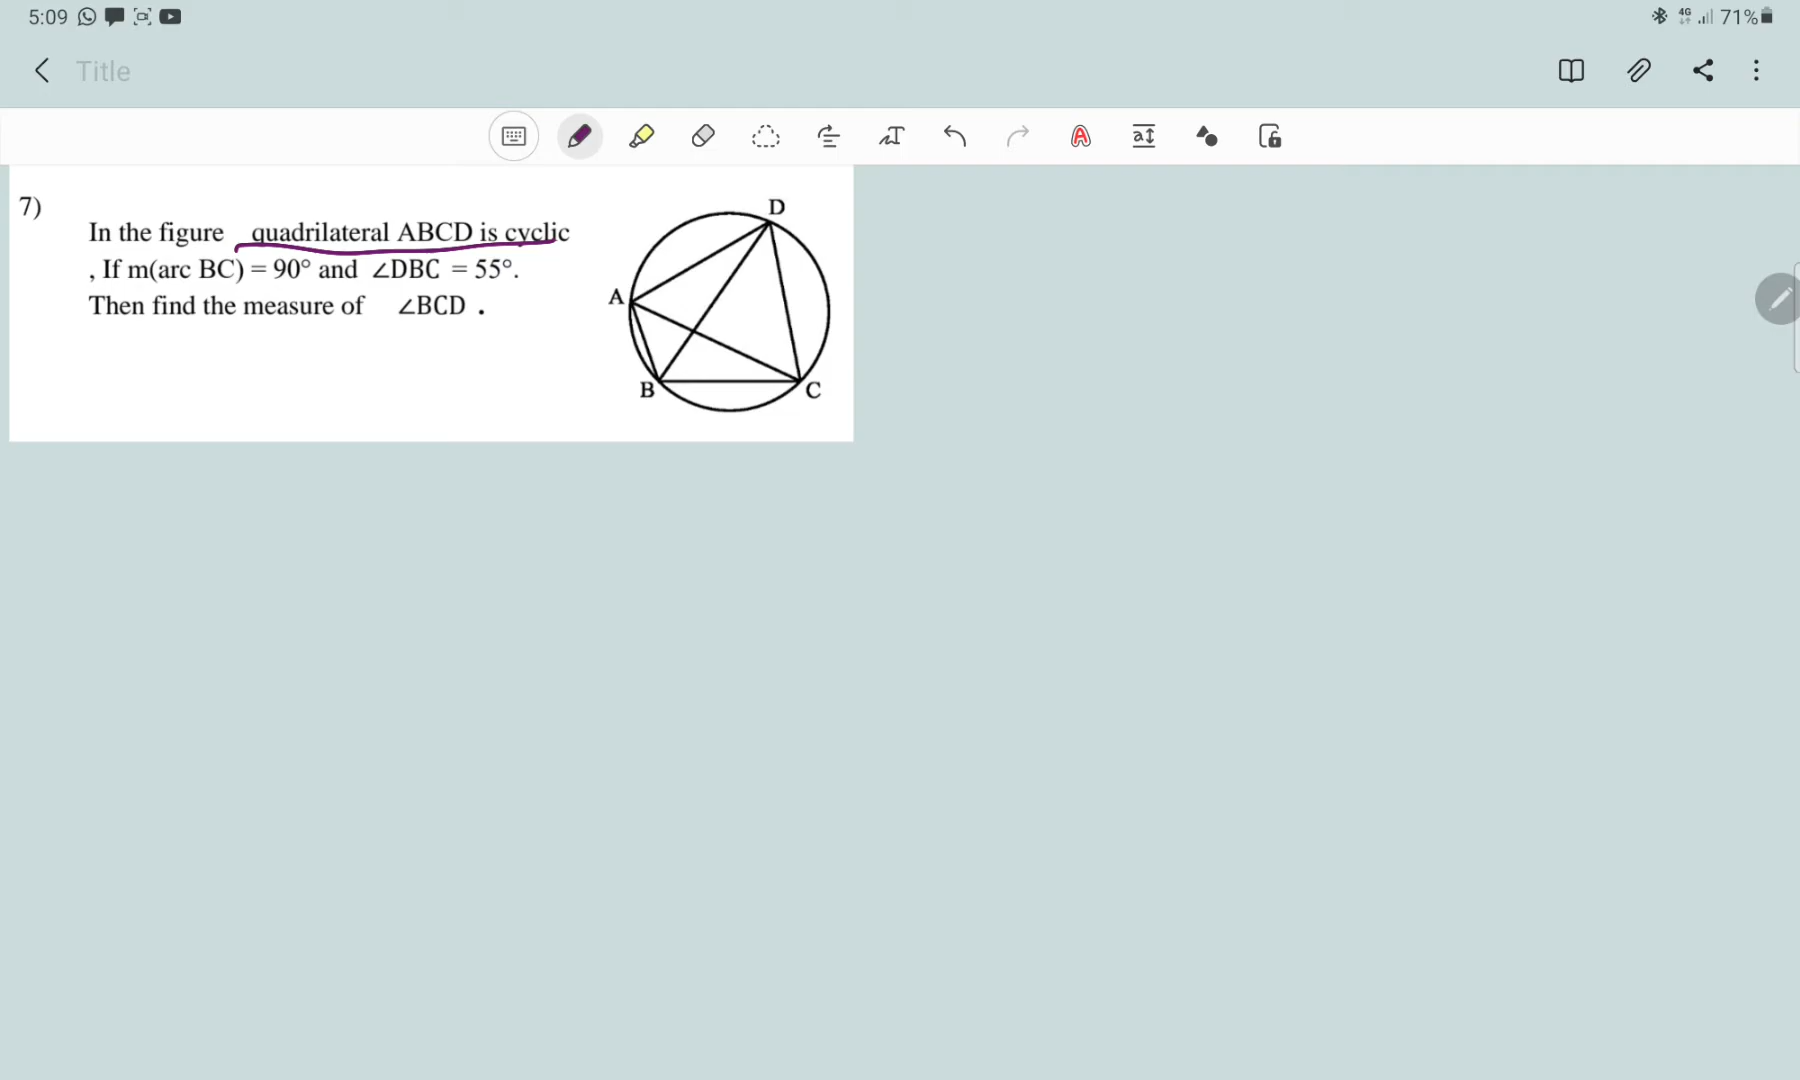 5:09
4G 71%
Title
7)
In the figure quadrilateral ABCD is cyclic
, If m(arc BC) = 90° and ∠DBC = 55°.
Then find the measure of ∠BCD .
D
A
B
C